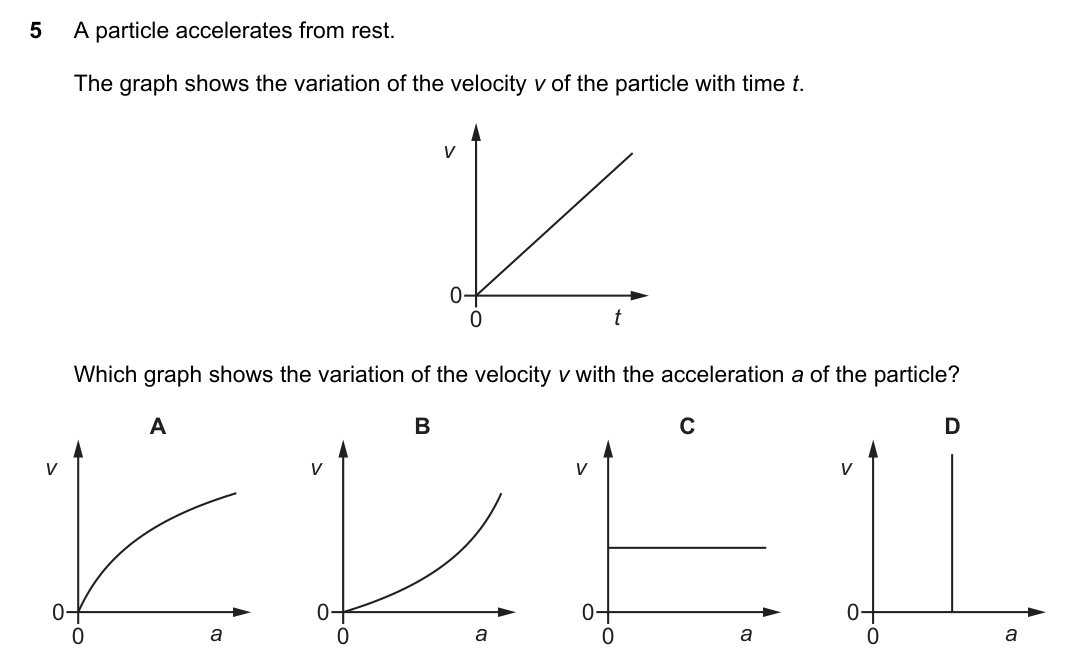 5 A particle accelerates from rest.
The graph shows the variation of the velocity v of the particle with time t.
v
0
0
t
Which graph shows the variation of the velocity v with the acceleration a of the particle?
A B C D
v v v v
0 0 0 0
0 a 0 a 0 a 0 a